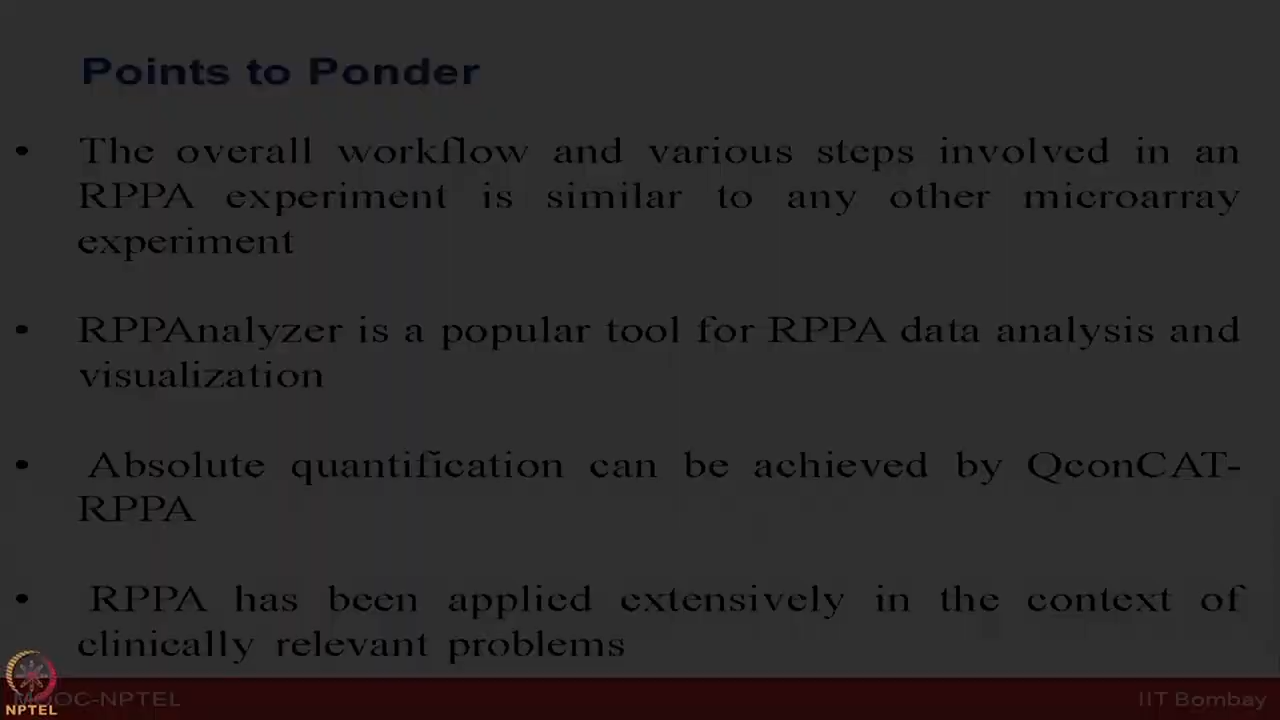 Points to Ponder
• The overall workflow and various steps involved in an
RPPA experiment is similar to any other microarray
experiment
• RPPAnalyzer is a popular tool for RPPA data analysis and
visualization
• Absolute quantification can be achieved by QconCAT-
RPPA
• RPPA has been applied extensively in the context of
clinically relevant problems
MOOC-NPTEL
IIT Bombay
NPTEL